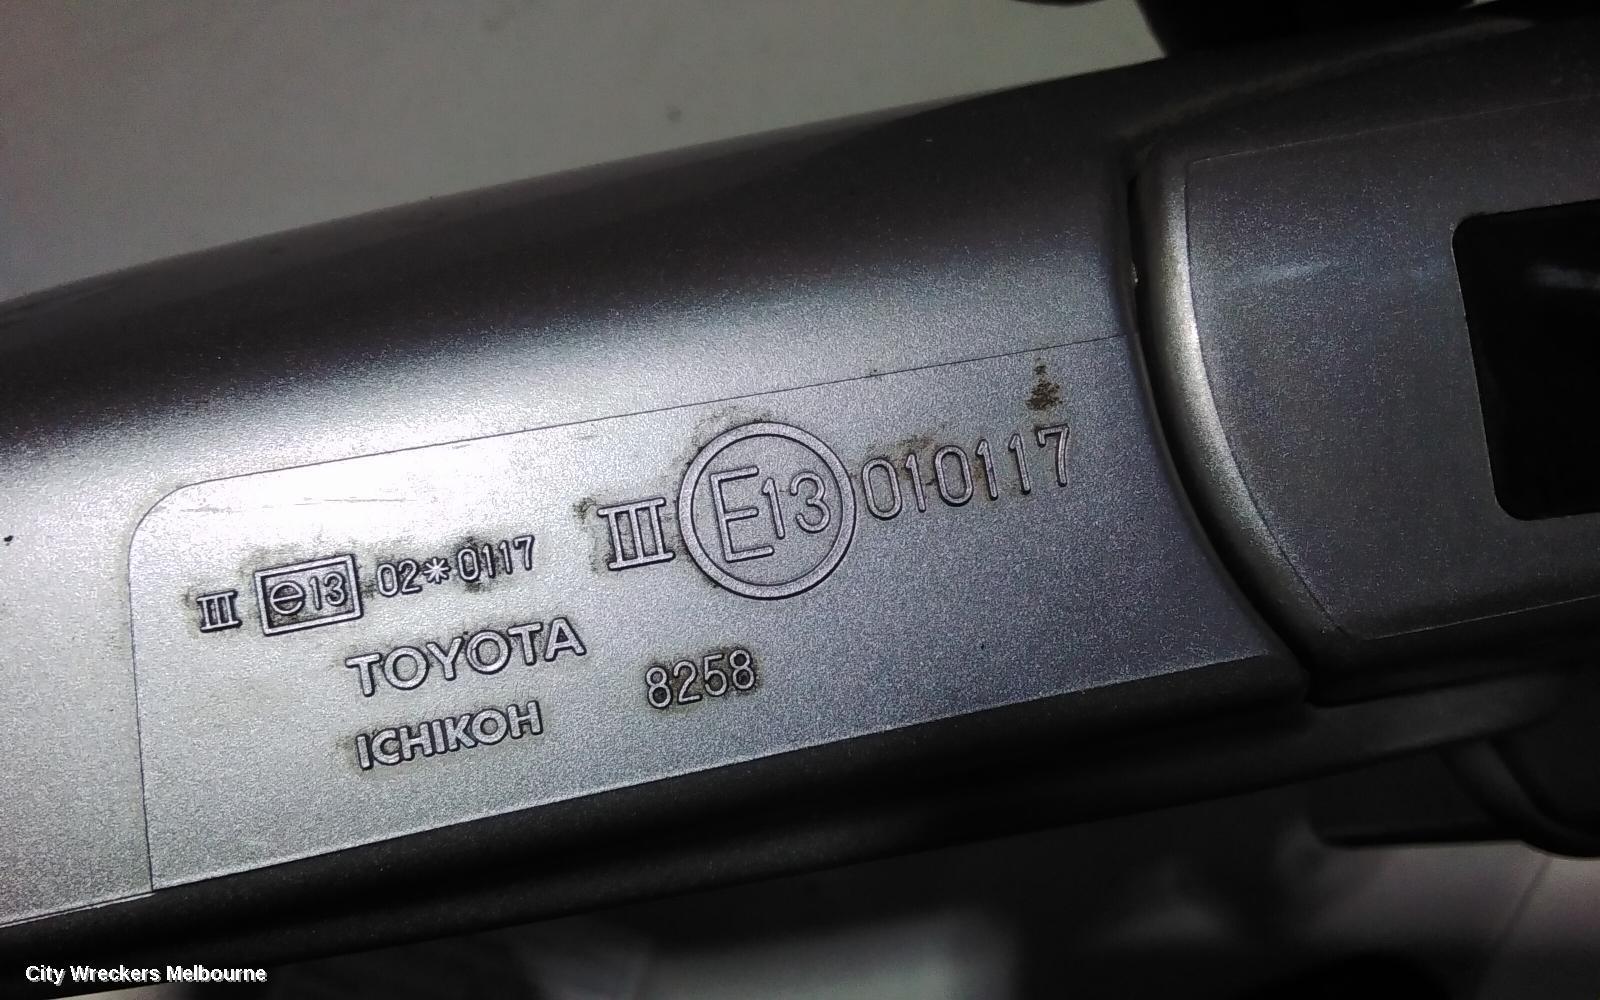 III E13 010117
III e13 02*0117
TOYOTA
8258
ICHIKOH
City Wreckers Melbourne